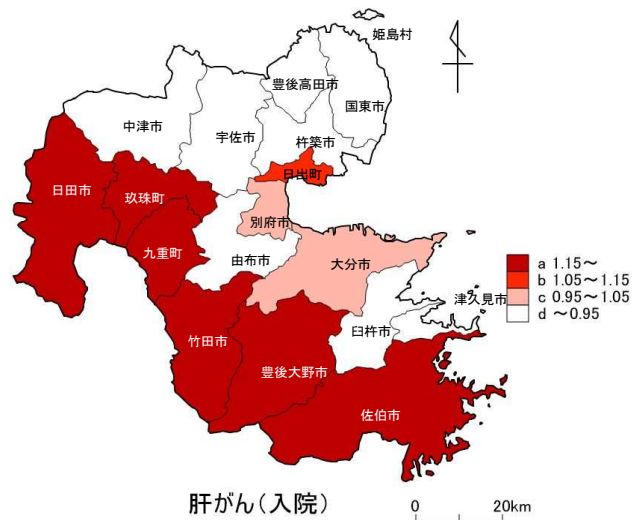 姫島村
豊後高田市
国東市
中津市
宇佐市
杵築市
日出町
日田市
玖珠町
別府市
九重町
由布市
大分市
津久見市
臼杵市
竹田市
豊後大野市
佐伯市
a 1.15～
b 1.05～1.15
c 0.95～1.05
d ～0.95
肝がん(入院)
0 20km